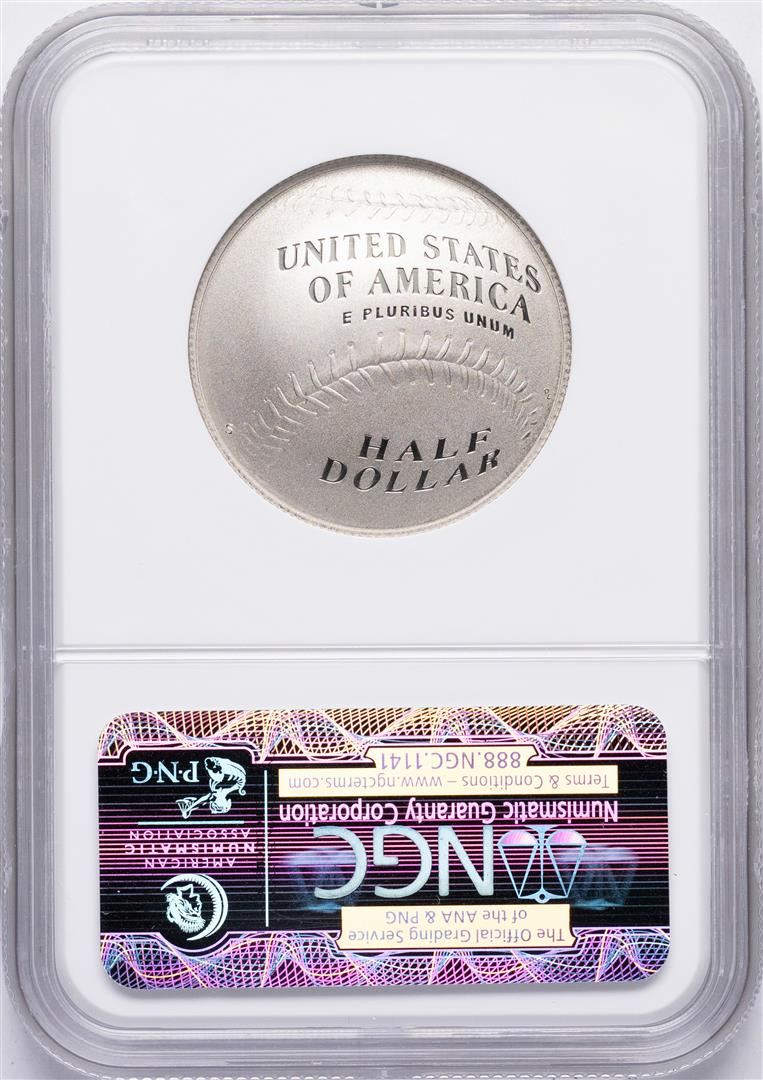 UNITED STATES
OF AMERICA
E PLURIBUS UNUM
S
HALF
DOLLAR
The Official Grading Service
of the ANA & PNG
NGC
Numismatic Guaranty Corporation
Terms & Conditions – www.ngcterms.com
888.NGC.1141
AMERICAN
NUMISMATIC
ASSOCIATION
P·N·G